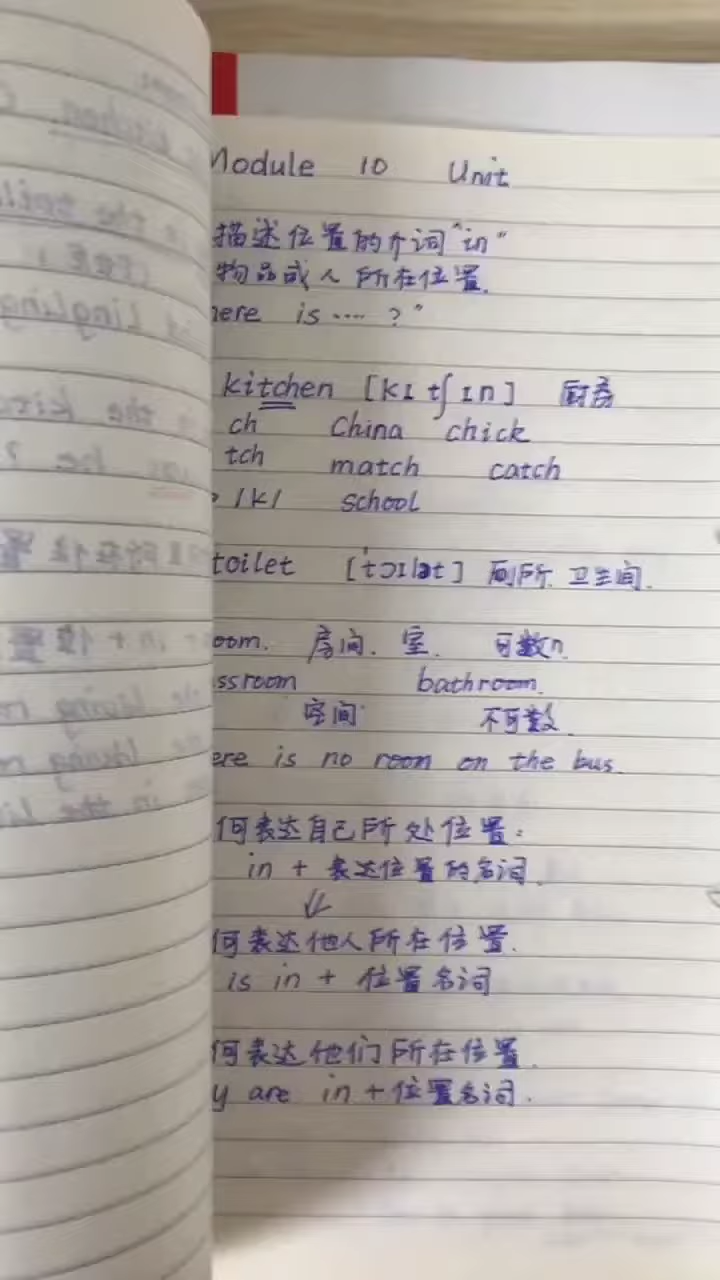 Module 10 Unit
描述位置的介词"in"
物品或人所在位置.
here is .... ?"
kitchen [kɪtʃɪn] 厨房
ch China chick
tch match catch
/k/ school
toilet ['tɔɪlət] 厕所. 卫生间.
oom. 房间. 室. 可数n.
ssroom bathroom.
空间 不可数.
ere is no room on the bus.
何表达自己所处位置:
in + 表达位置的名词.
何表达他人所在位置.
is in + 位置名词
何表达他们所在位置.
y are in + 位置名词.